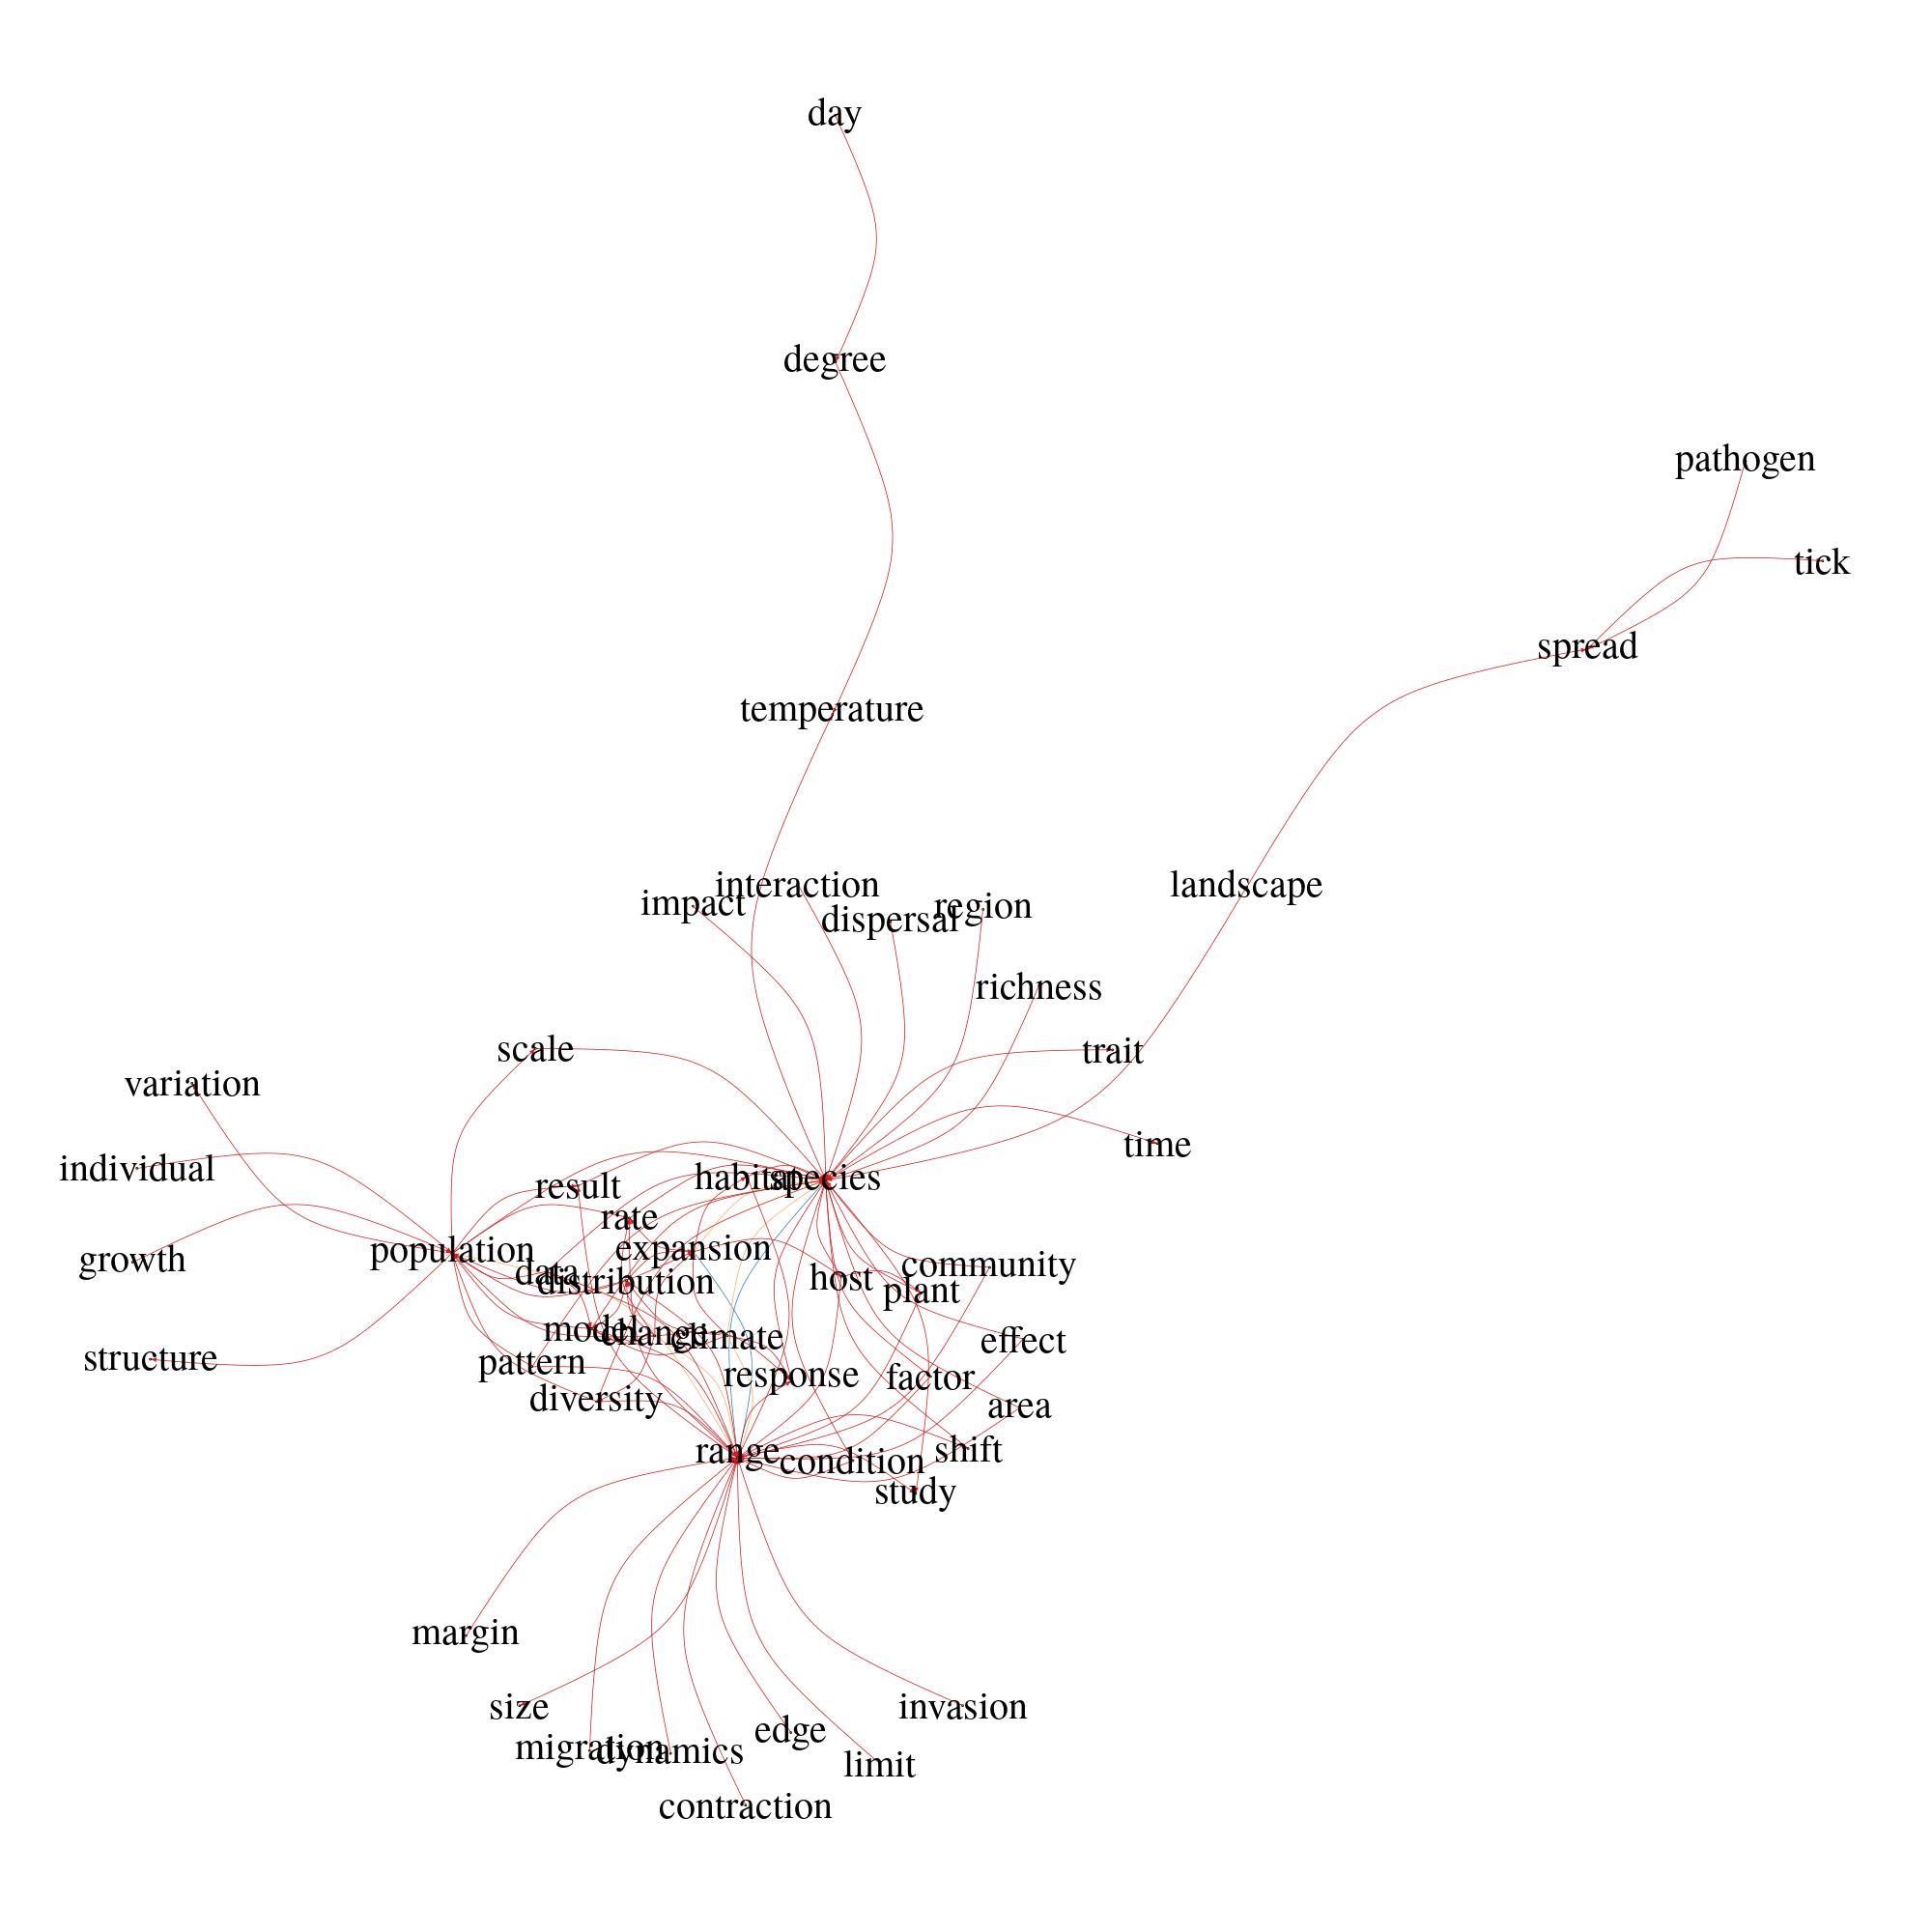 day
degree
pathogen
tick
spread
temperature
interaction
landscape
impact
region
dispersal
richness
scale
trait
variation
time
individual
habitat
species
result
rate
population
expansion
growth
community
data
host
distribution
plant
model
change
climate
effect
structure
pattern
response
factor
diversity
area
range
shift
condition
study
margin
size
invasion
edge
migration
dynamics
limit
contraction